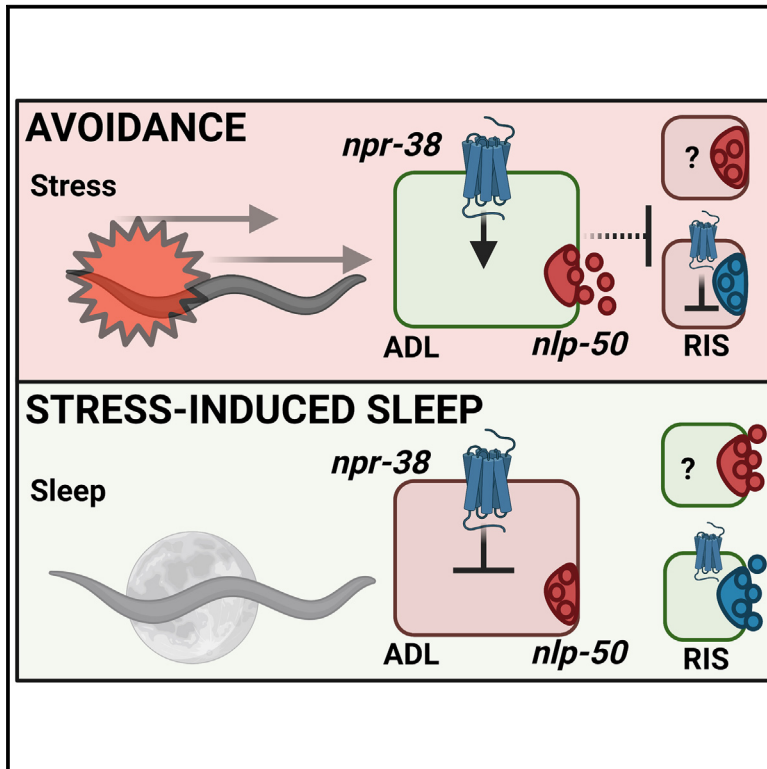 AVOIDANCE
Stress
npr-38
?
ADL
nlp-50
RIS
STRESS-INDUCED SLEEP
Sleep
npr-38
?
ADL
nlp-50
RIS